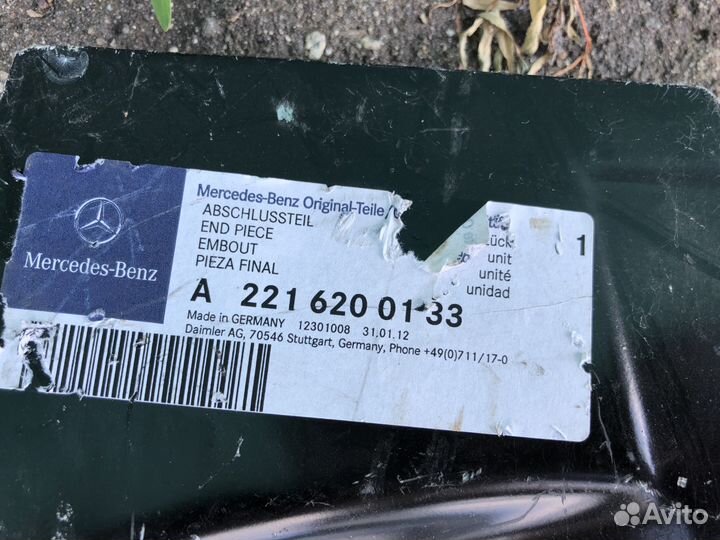 Mercedes-Benz
Mercedes-Benz Original-Teile
ABSCHLUSSTEIL
END PIECE
EMBOUT
PIEZA FINAL
ück
unit
unité
unidad
1
A 221 620 01 33
Made in GERMANY 12301008 31.01.12
Daimler AG, 70546 Stuttgart, Germany, Phone +49(0)711/17-0
Avito